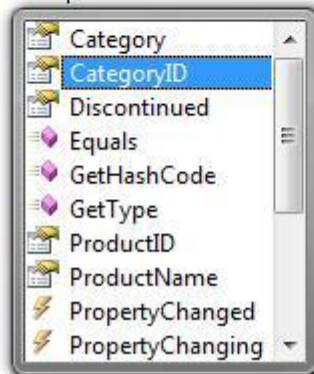 Category
CategoryID
Discontinued
Equals
GetHashCode
GetType
ProductID
ProductName
PropertyChanged
PropertyChanging